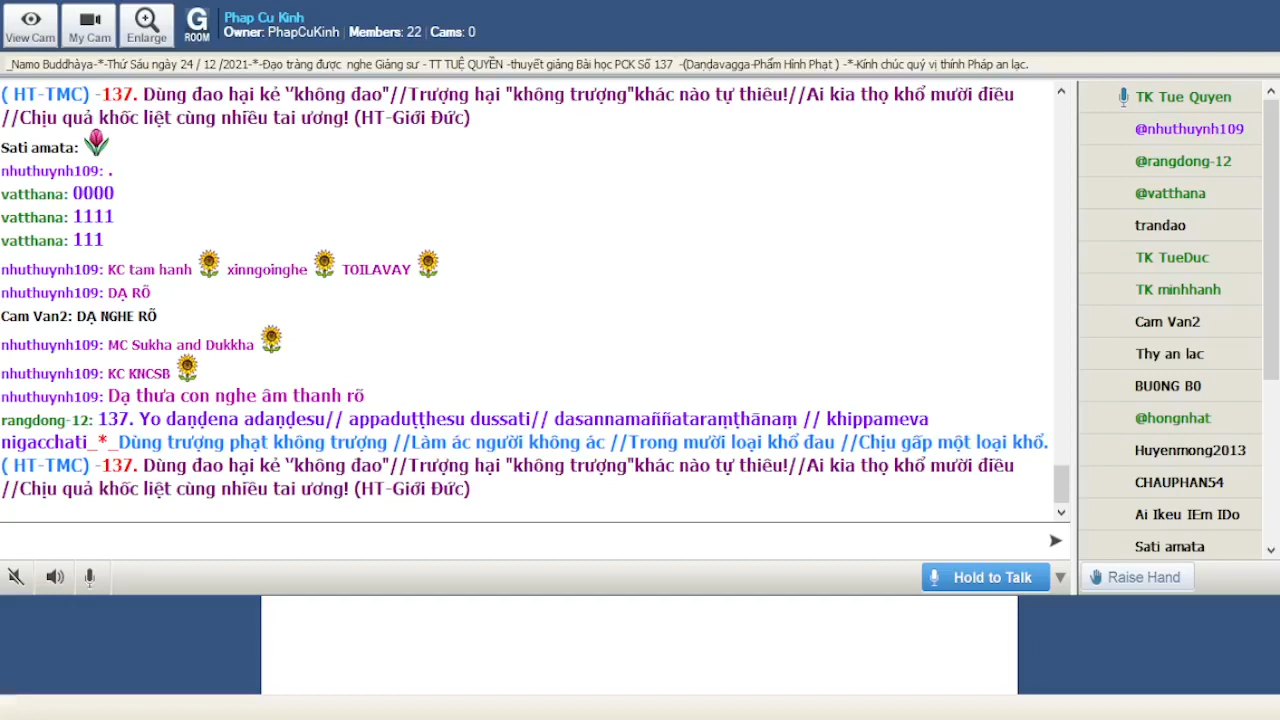 View Cam
My Cam
Enlarge
G
ROOM
Phap Cu Kinh
Owner: PhapCuKinh | Members: 22 | Cams: 0
_Namo Buddhàya-*-Thứ Sáu ngày 24 / 12 /2021-*-Đạo tràng được nghe Giảng sư - TT TUỆ QUYỀN -thuyết giảng Bài học PCK Số 137 -(Daṇḍavagga-Phẩm Hình Phạt ) -*-Kính chúc quý vị thính Pháp an lạc.
( HT-TMC) -137. Dùng đao hại kẻ "không đao"//Trượng hại "không trượng"khác nào tự thiêu!//Ai kia thọ khổ mười điều
//Chịu quả khốc liệt cùng nhiều tai ương! (HT-Giới Đức)
Sati amata:
nhuthuynh109: .
vatthana: 0000
vatthana: 1111
vatthana: 111
nhuthuynh109: KC tam hanh xinngoinghe TOILAVAY
nhuthuynh109: DẠ RÕ
Cam Van2: DẠ NGHE RÕ
nhuthuynh109: MC Sukha and Dukkha
nhuthuynh109: KC KNCSB
nhuthuynh109: Dạ thưa con nghe âm thanh rõ
rangdong-12: 137. Yo daṇḍena adaṇḍesu// appaduṭṭhesu dussati// dasannamaññataraṃṭhānaṃ // khippameva
nigacchati_*_Dùng trượng phạt không trượng //Làm ác người không ác //Trong mười loại khổ đau //Chịu gấp một loại khổ.
( HT-TMC) -137. Dùng đao hại kẻ "không đao"//Trượng hại "không trượng"khác nào tự thiêu!//Ai kia thọ khổ mười điều
//Chịu quả khốc liệt cùng nhiều tai ương! (HT-Giới Đức)
Hold to Talk
TK Tue Quyen
@nhuthuynh109
@rangdong-12
@vatthana
trandao
TK TueDuc
TK minhhanh
Cam Van2
Thy an lac
BU0NG B0
@hongnhat
Huyenmong2013
CHAUPHAN54
Ai Ikeu IEm IDo
Sati amata
Raise Hand